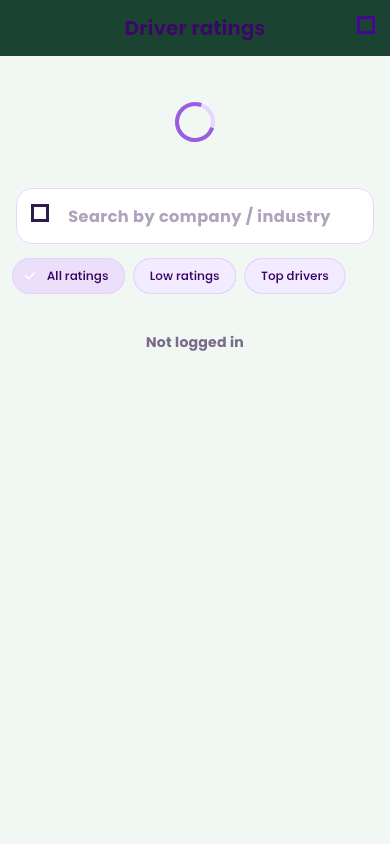 Driver ratings
Search by company / industry
All ratings
Low ratings
Top drivers
Not logged in